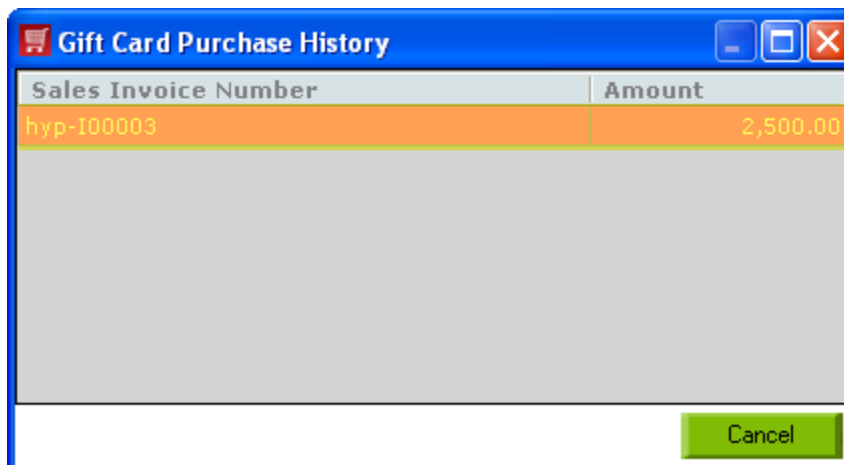 Gift Card Purchase History
Sales Invoice Number Amount
hyp-I00003 2,500.00
Cancel